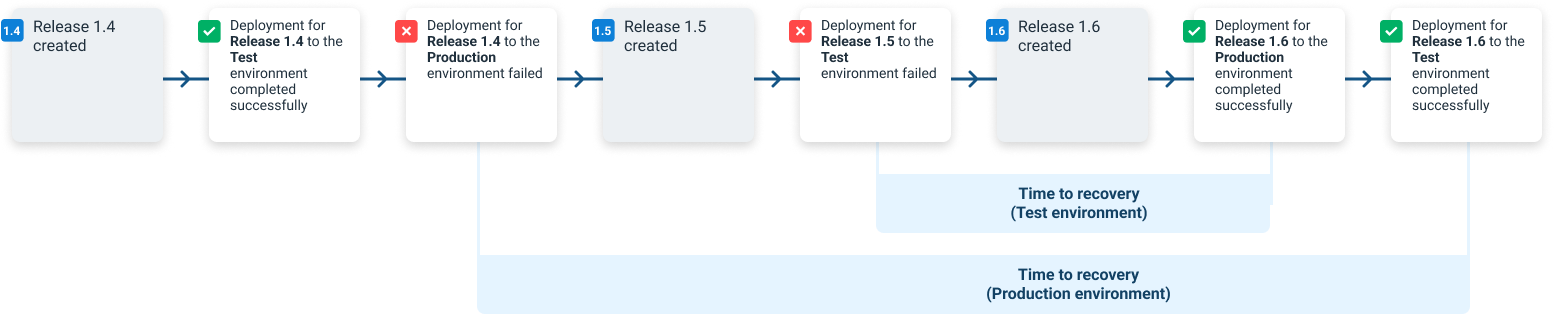 1.4
Release 1.4
created
Deployment for
Release 1.4 to the
Test
environment
completed
successfully
Deployment for
Release 1.4 to the
Production
environment failed
1.5
Release 1.5
created
Deployment for
Release 1.5 to the
Test
environment failed
1.6
Release 1.6
created
Deployment for
Release 1.6 to the
Production
environment
completed
successfully
Deployment for
Release 1.6 to the
Test
environment
completed
successfully
Time to recovery
(Test environment)
Time to recovery
(Production environment)